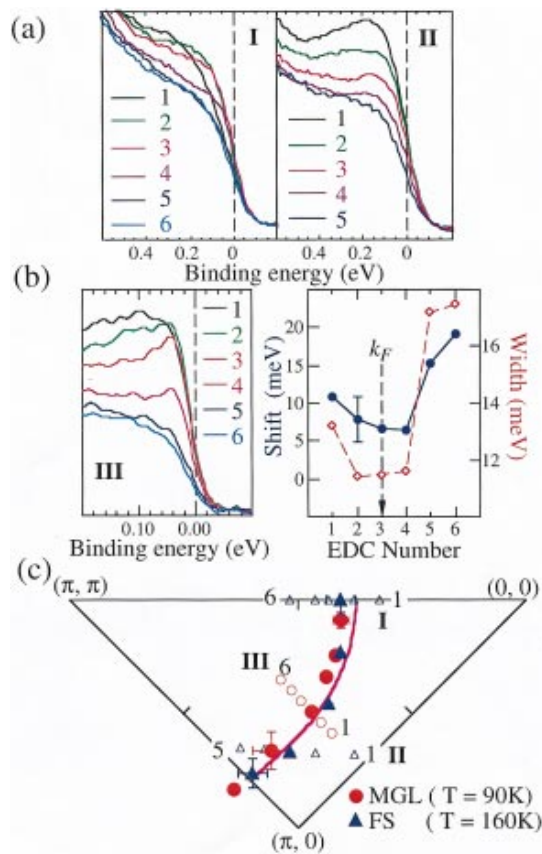 (a)
I
II
1
2
3
4
5
6
1
2
3
4
5
0.4 0.2 0
0.4 0.2 0
Binding energy (eV)
Binding energy (eV)
(b)
1
2
3
4
5
6
III
0.10 0.00
Binding energy (eV)
20
15
10
5
0
Shift (meV)
k_F
16
14
12
Width (meV)
1 2 3 4 5 6
EDC Number
(c)
(π, π)
(0, 0)
6 1
I
III
6
1
5 1 II
(π, 0)
MGL ( T = 90K)
FS ( T = 160K)